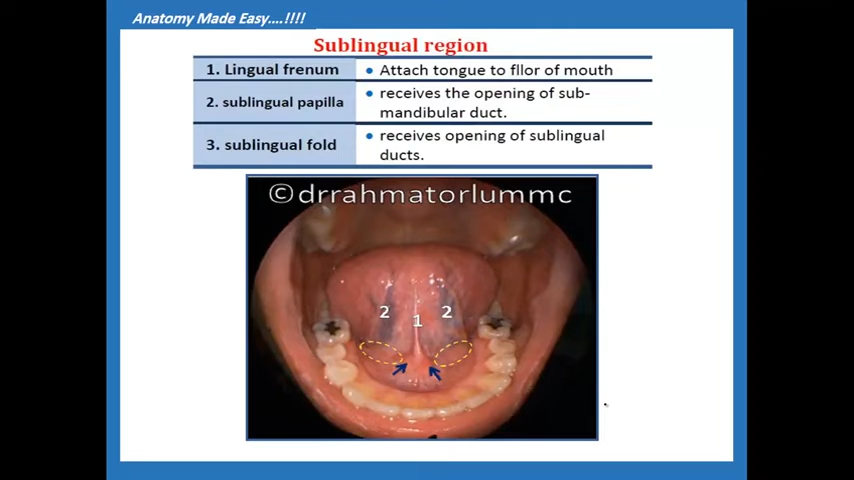 Anatomy Made Easy....!!!!
Sublingual region
1. Lingual frenum
• Attach tongue to fllor of mouth
2. sublingual papilla
• receives the opening of sub-
mandibular duct.
3. sublingual fold
• receives opening of sublingual
ducts.
©drrahmatorlummc
2 2
1